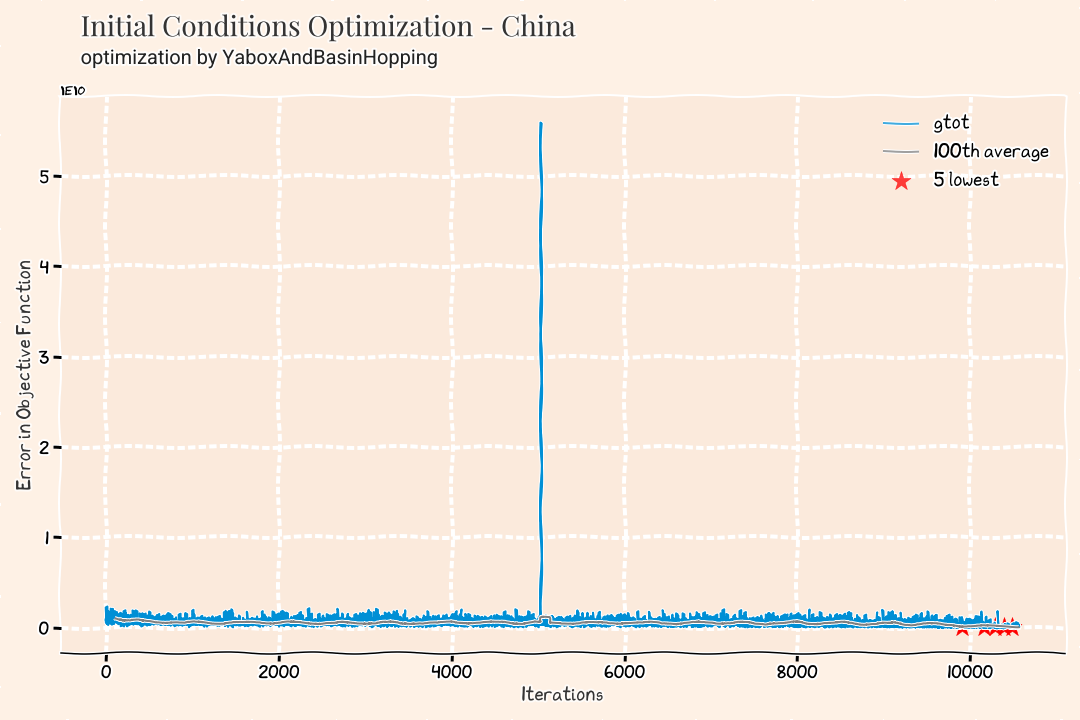 Initial Conditions Optimization - China
optimization by YaboxAndBasinHopping
1E10
gtot
100th average
5 lowest
5
4
3
2
1
0
Error in Objective Function
0 2000 4000 6000 8000 10000
Iterations